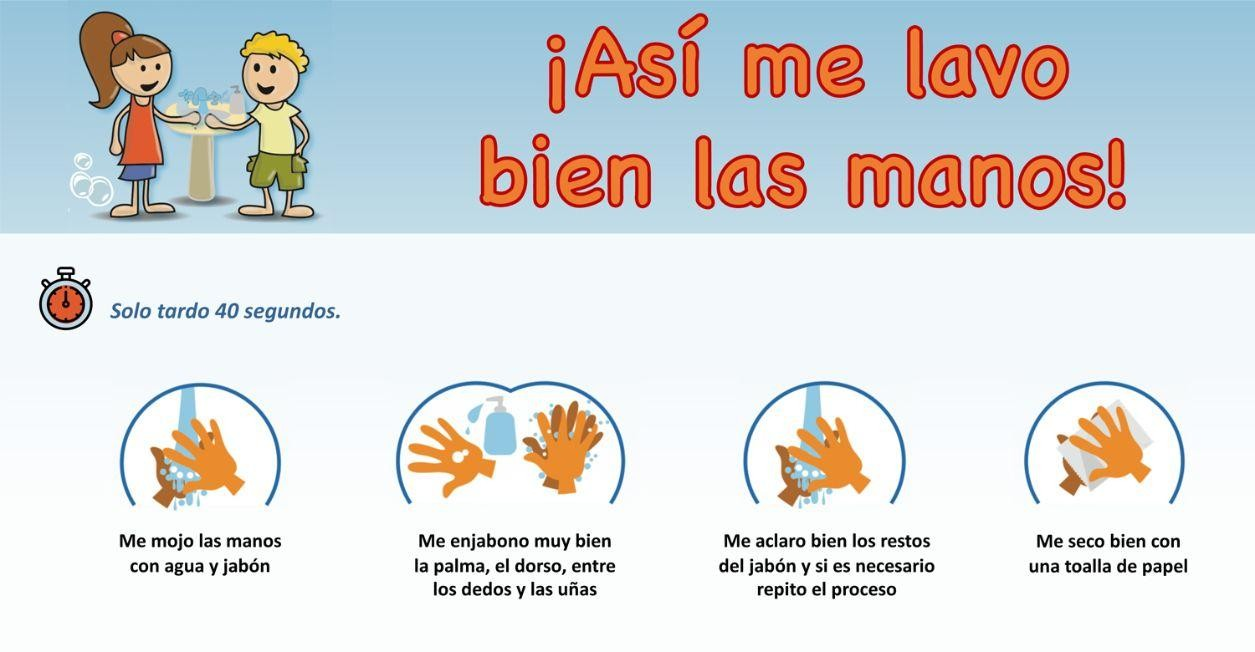 ¡Así me lavo
bien las manos!
Solo tardo 40 segundos.
Me mojo las manos
con agua y jabón
Me enjabono muy bien
la palma, el dorso, entre
los dedos y las uñas
Me aclaro bien los restos
del jabón y si es necesario
repito el proceso
Me seco bien con
una toalla de papel